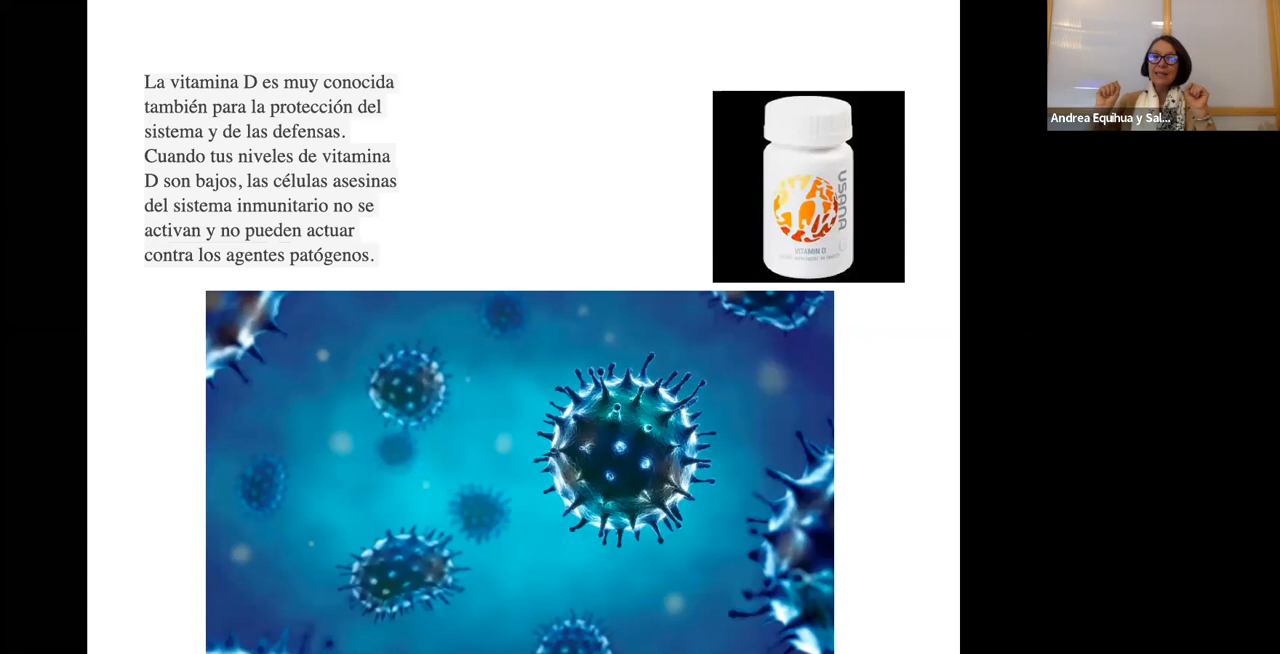 La vitamina D es muy conocida
también para la protección del
sistema y de las defensas.
Cuando tus niveles de vitamina
D son bajos, las células asesinas
del sistema inmunitario no se
activan y no pueden actuar
contra los agentes patógenos.
USANA
VITAMIN D
Andrea Equihua y Sal...